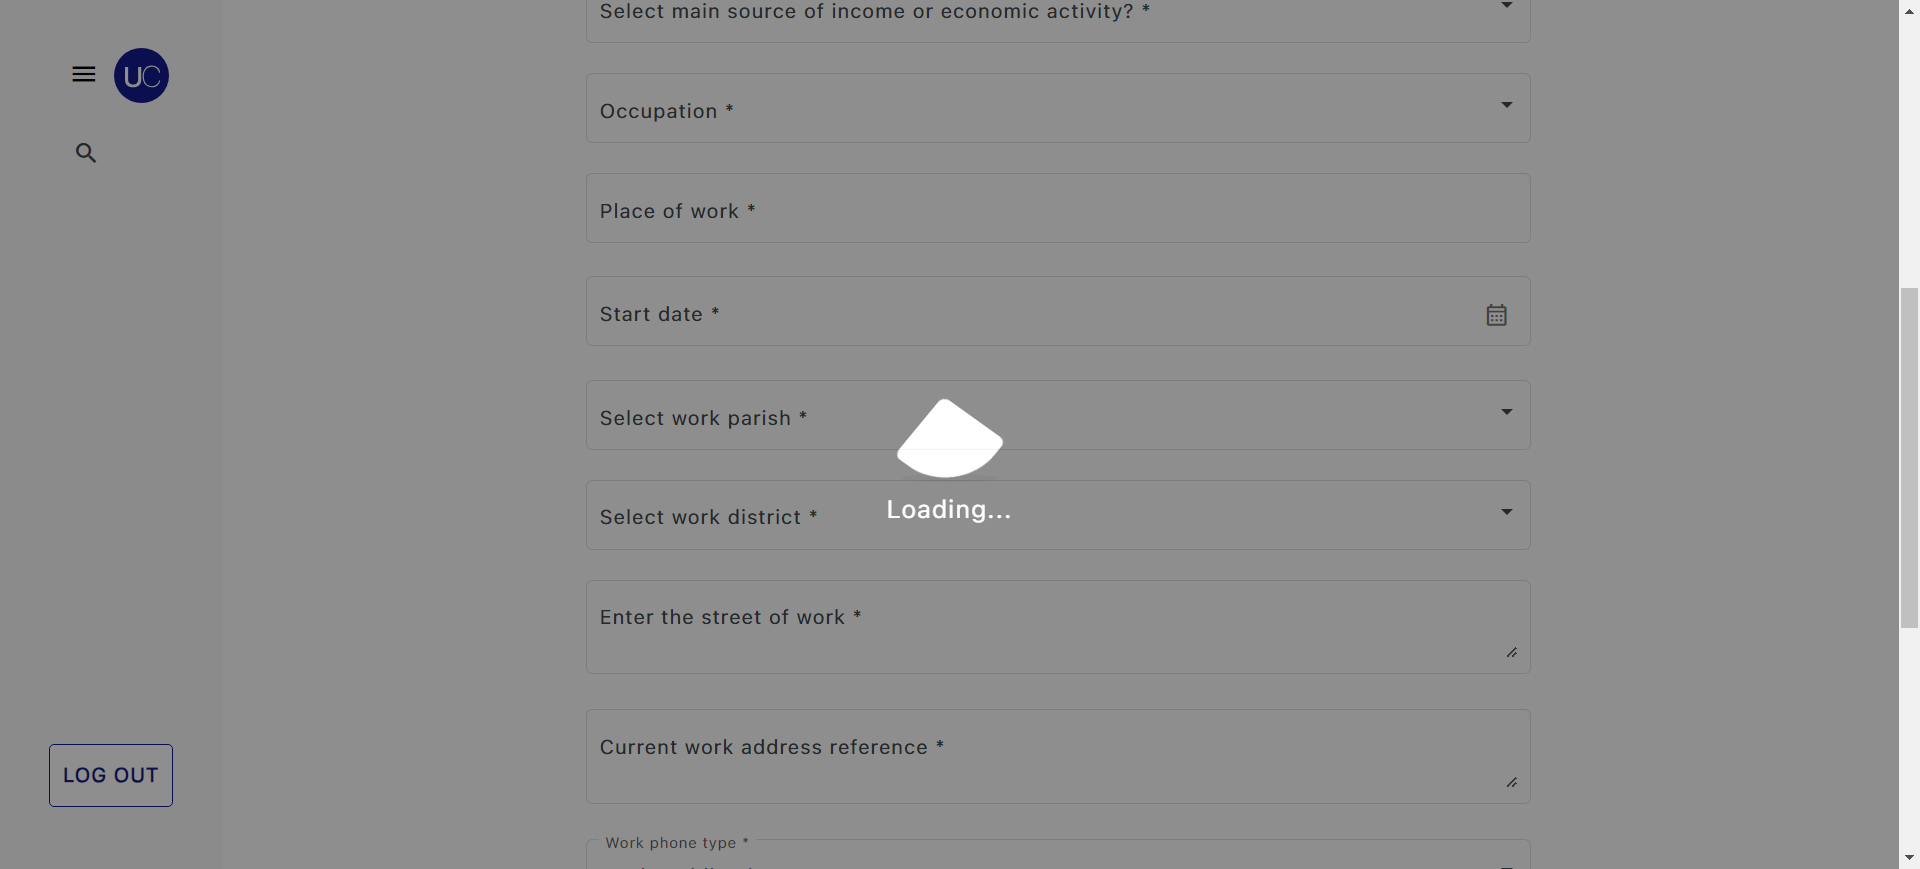 Select main source of income or economic activity? *
UC
Occupation *
Place of work *
Start date *
Select work parish *
Select work district *
Loading...
Enter the street of work *
Current work address reference *
LOG OUT
Work phone type *